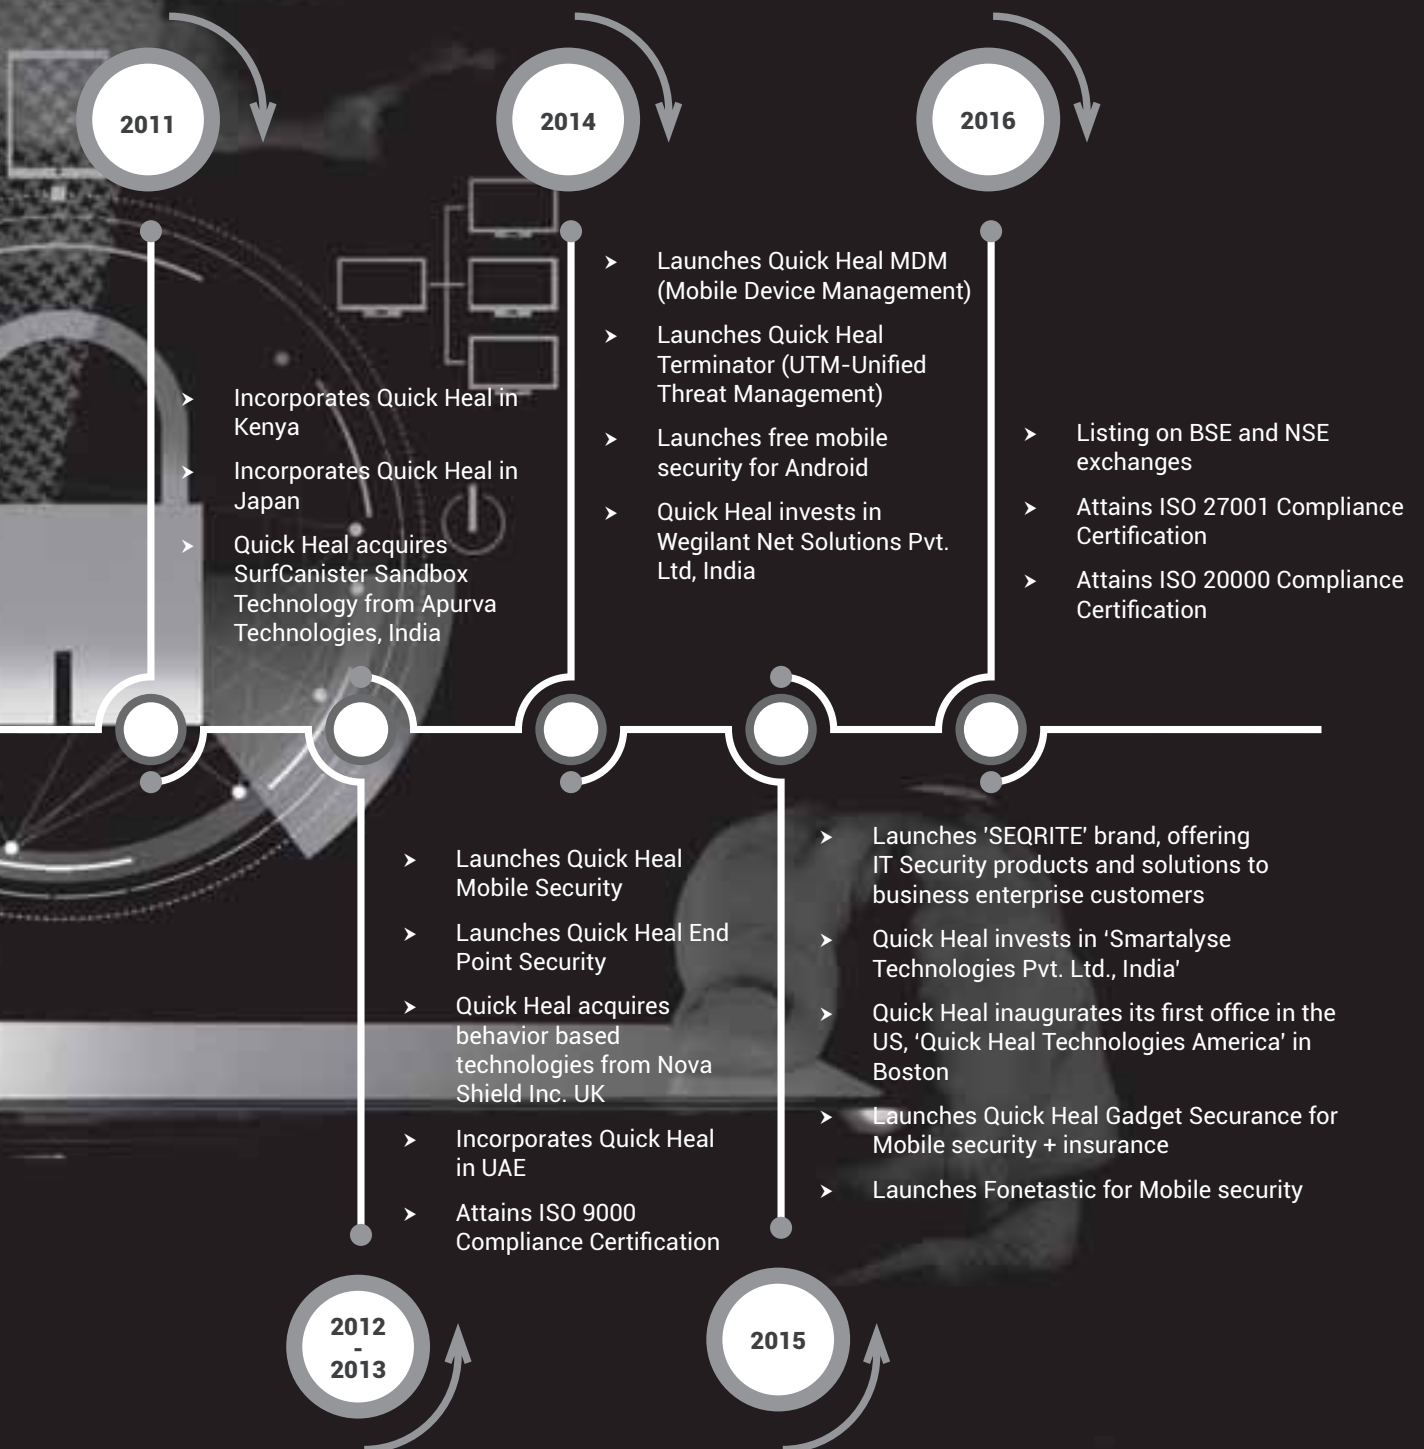 2011
Incorporates Quick Heal in
Kenya
Incorporates Quick Heal in
Japan
Quick Heal acquires
SurfCanister Sandbox
Technology from Apurva
Technologies, India
2012
-
2013
Launches Quick Heal
Mobile Security
Launches Quick Heal End
Point Security
Quick Heal acquires
behavior based
technologies from Nova
Shield Inc. UK
Incorporates Quick Heal
in UAE
Attains ISO 9000
Compliance Certification
2014
Launches Quick Heal MDM
(Mobile Device Management)
Launches Quick Heal
Terminator (UTM-Unified
Threat Management)
Launches free mobile
security for Android
Quick Heal invests in
Wegilant Net Solutions Pvt.
Ltd, India
2015
Launches 'SEQRITE' brand, offering
IT Security products and solutions to
business enterprise customers
Quick Heal invests in ‘Smartalyse
Technologies Pvt. Ltd., India’
Quick Heal inaugurates its first office in the
US, ‘Quick Heal Technologies America’ in
Boston
Launches Quick Heal Gadget Securance for
Mobile security + insurance
Launches Fonetastic for Mobile security
2016
Listing on BSE and NSE
exchanges
Attains ISO 27001 Compliance
Certification
Attains ISO 20000 Compliance
Certification